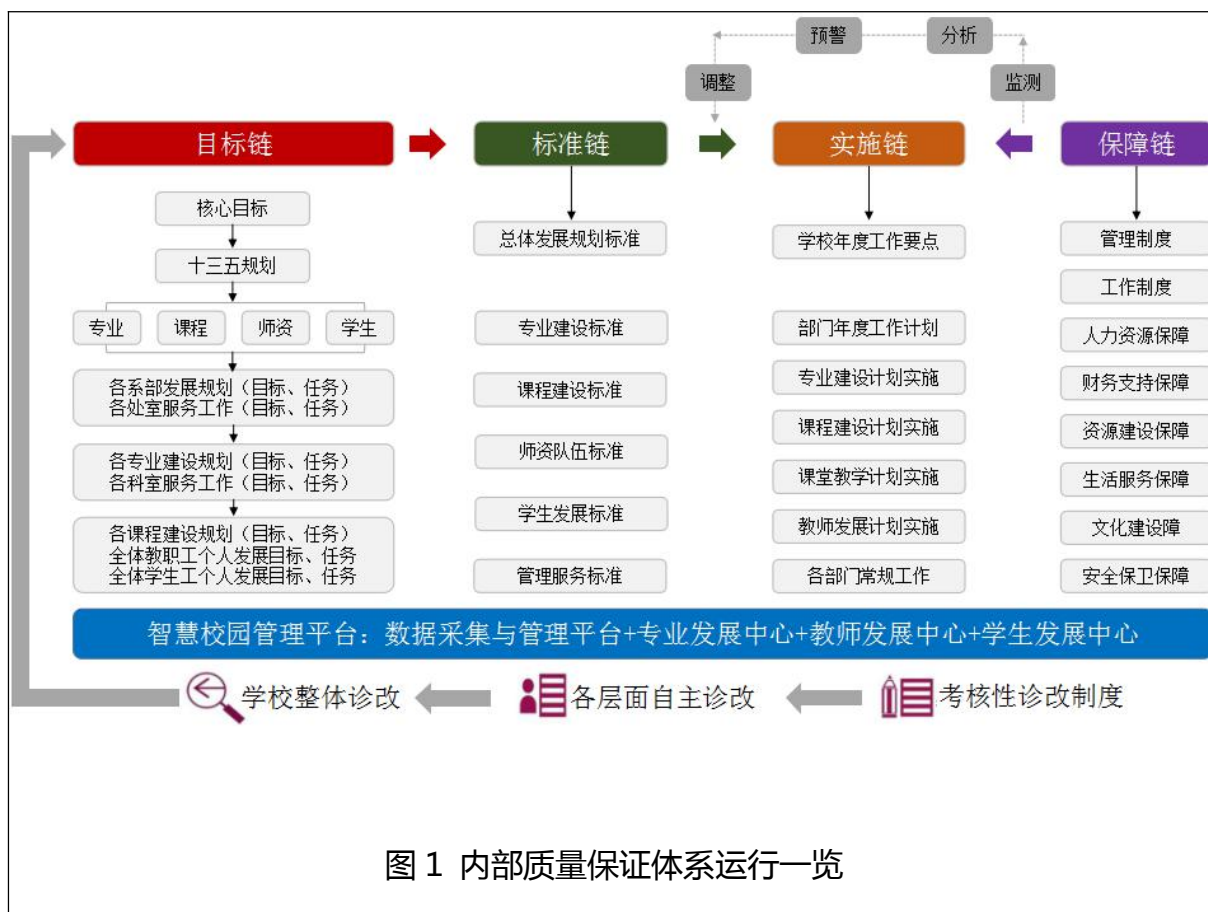 预警
分析
调整
监测
目标链
标准链
实施链
保障链
核心目标
十三五规划
专业
课程
师资
学生
各系部发展规划（目标、任务）
各处室服务工作（目标、任务）
各专业建设规划（目标、任务）
各科室服务工作（目标、任务）
各课程建设规划（目标、任务）
全体教职工个人发展目标、任务
全体学生工个人发展目标、任务
总体发展规划标准
专业建设标准
课程建设标准
师资队伍标准
学生发展标准
管理服务标准
学校年度工作要点
部门年度工作计划
专业建设计划实施
课程建设计划实施
课堂教学计划实施
教师发展计划实施
各部门常规工作
管理制度
工作制度
人力资源保障
财务支持保障
资源建设保障
生活服务保障
文化建设障
安全保卫保障
智慧校园管理平台：数据采集与管理平台+专业发展中心+教师发展中心+学生发展中心
学校整体诊改
各层面自主诊改
考核性诊改制度
图 1 内部质量保证体系运行一览